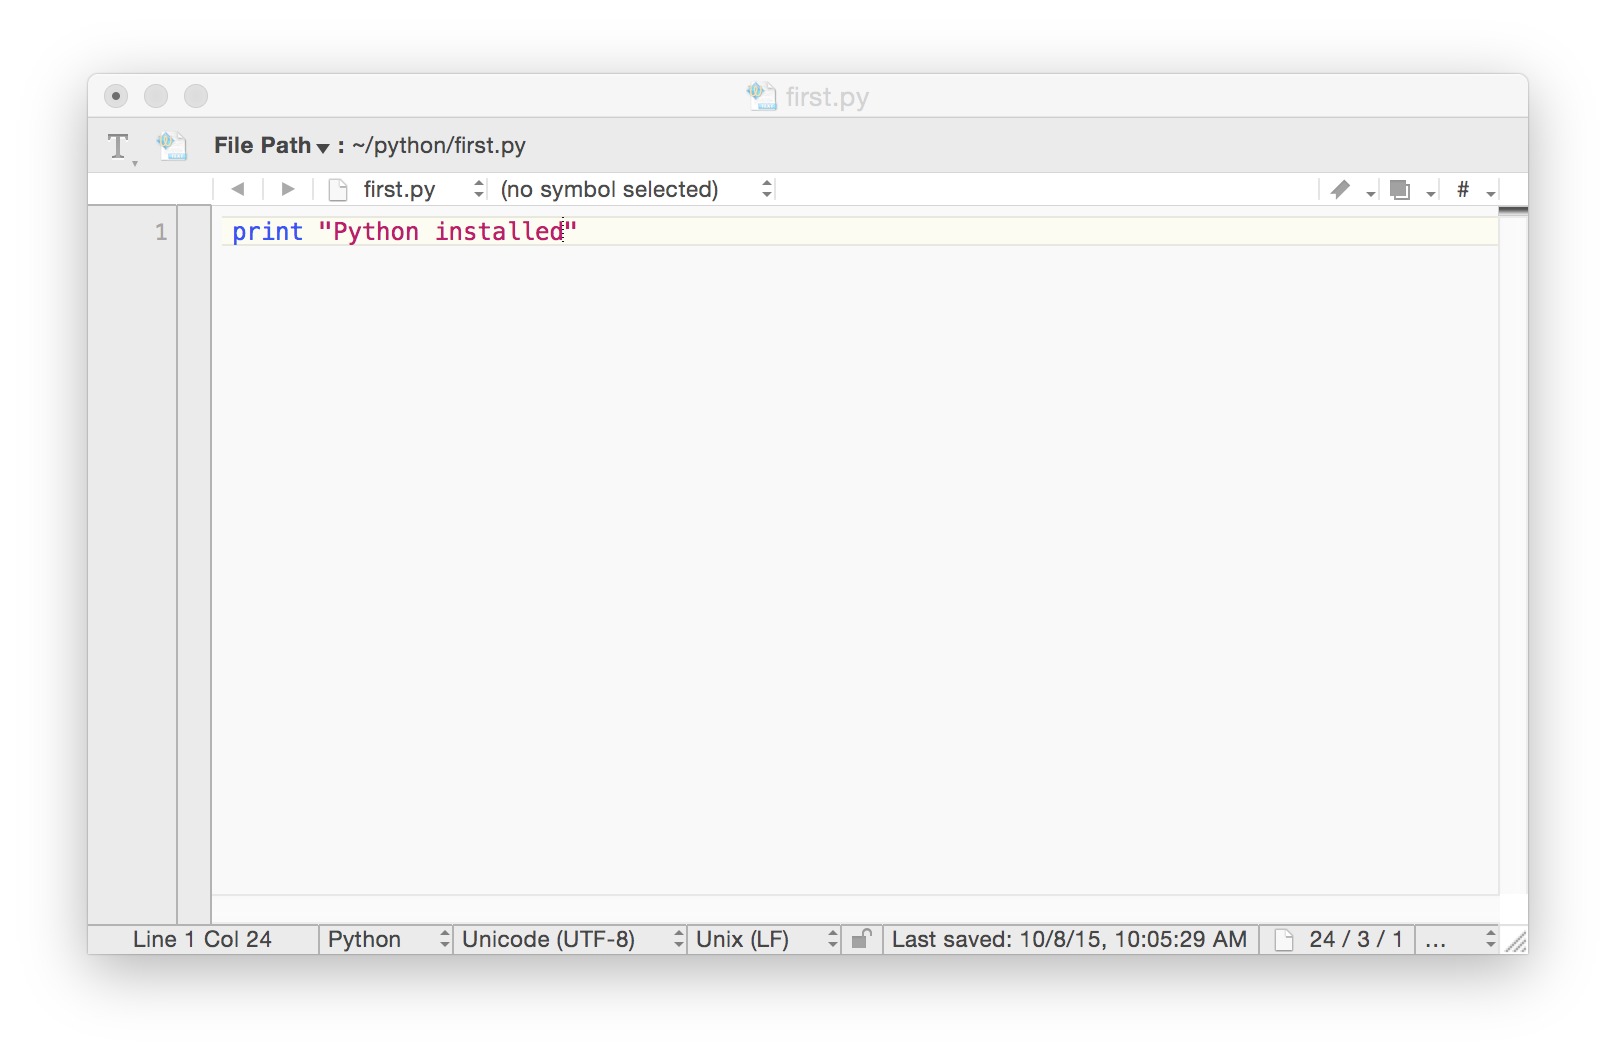 first.py
File Path : ~/python/first.py
first.py (no symbol selected) #
1 print "Python installed"
Line 1 Col 24 Python Unicode (UTF-8) Unix (LF) Last saved: 10/8/15, 10:05:29 AM 24 / 3 / 1 ...